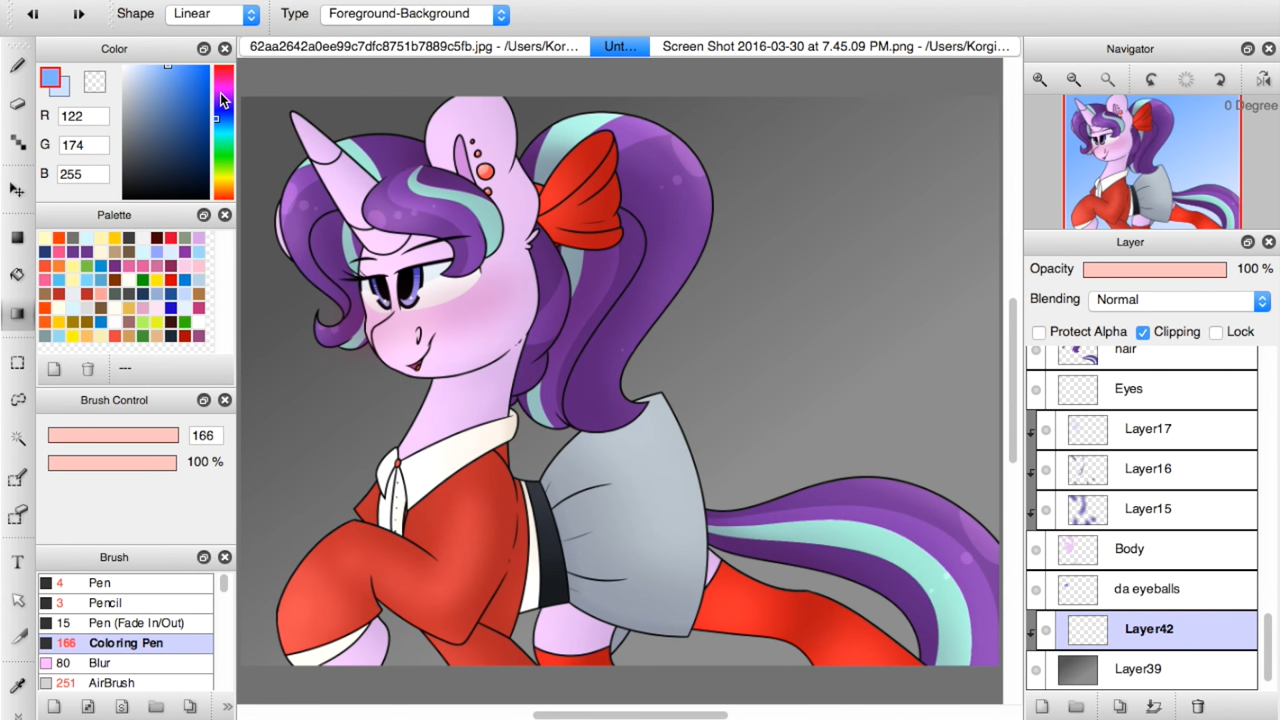 Shape Linear Type Foreground-Background
62aa2642a0ee99c7dfc8751b7889c5fb.jpg - /Users/Kor... Unt... Screen Shot 2016-03-30 at 7.45.09 PM.png - /Users/Korgi...
Color
R 122
G 174
B 255
Palette
---
Brush Control
166
100 %
Brush
4 Pen
3 Pencil
15 Pen (Fade In/Out)
166 Coloring Pen
80 Blur
251 AirBrush
Navigator
0 Degree
Layer
Opacity 100 %
Blending Normal
Protect Alpha Clipping Lock
hair
Eyes
Layer17
Layer16
Layer15
Body
da eyeballs
Layer42
Layer39